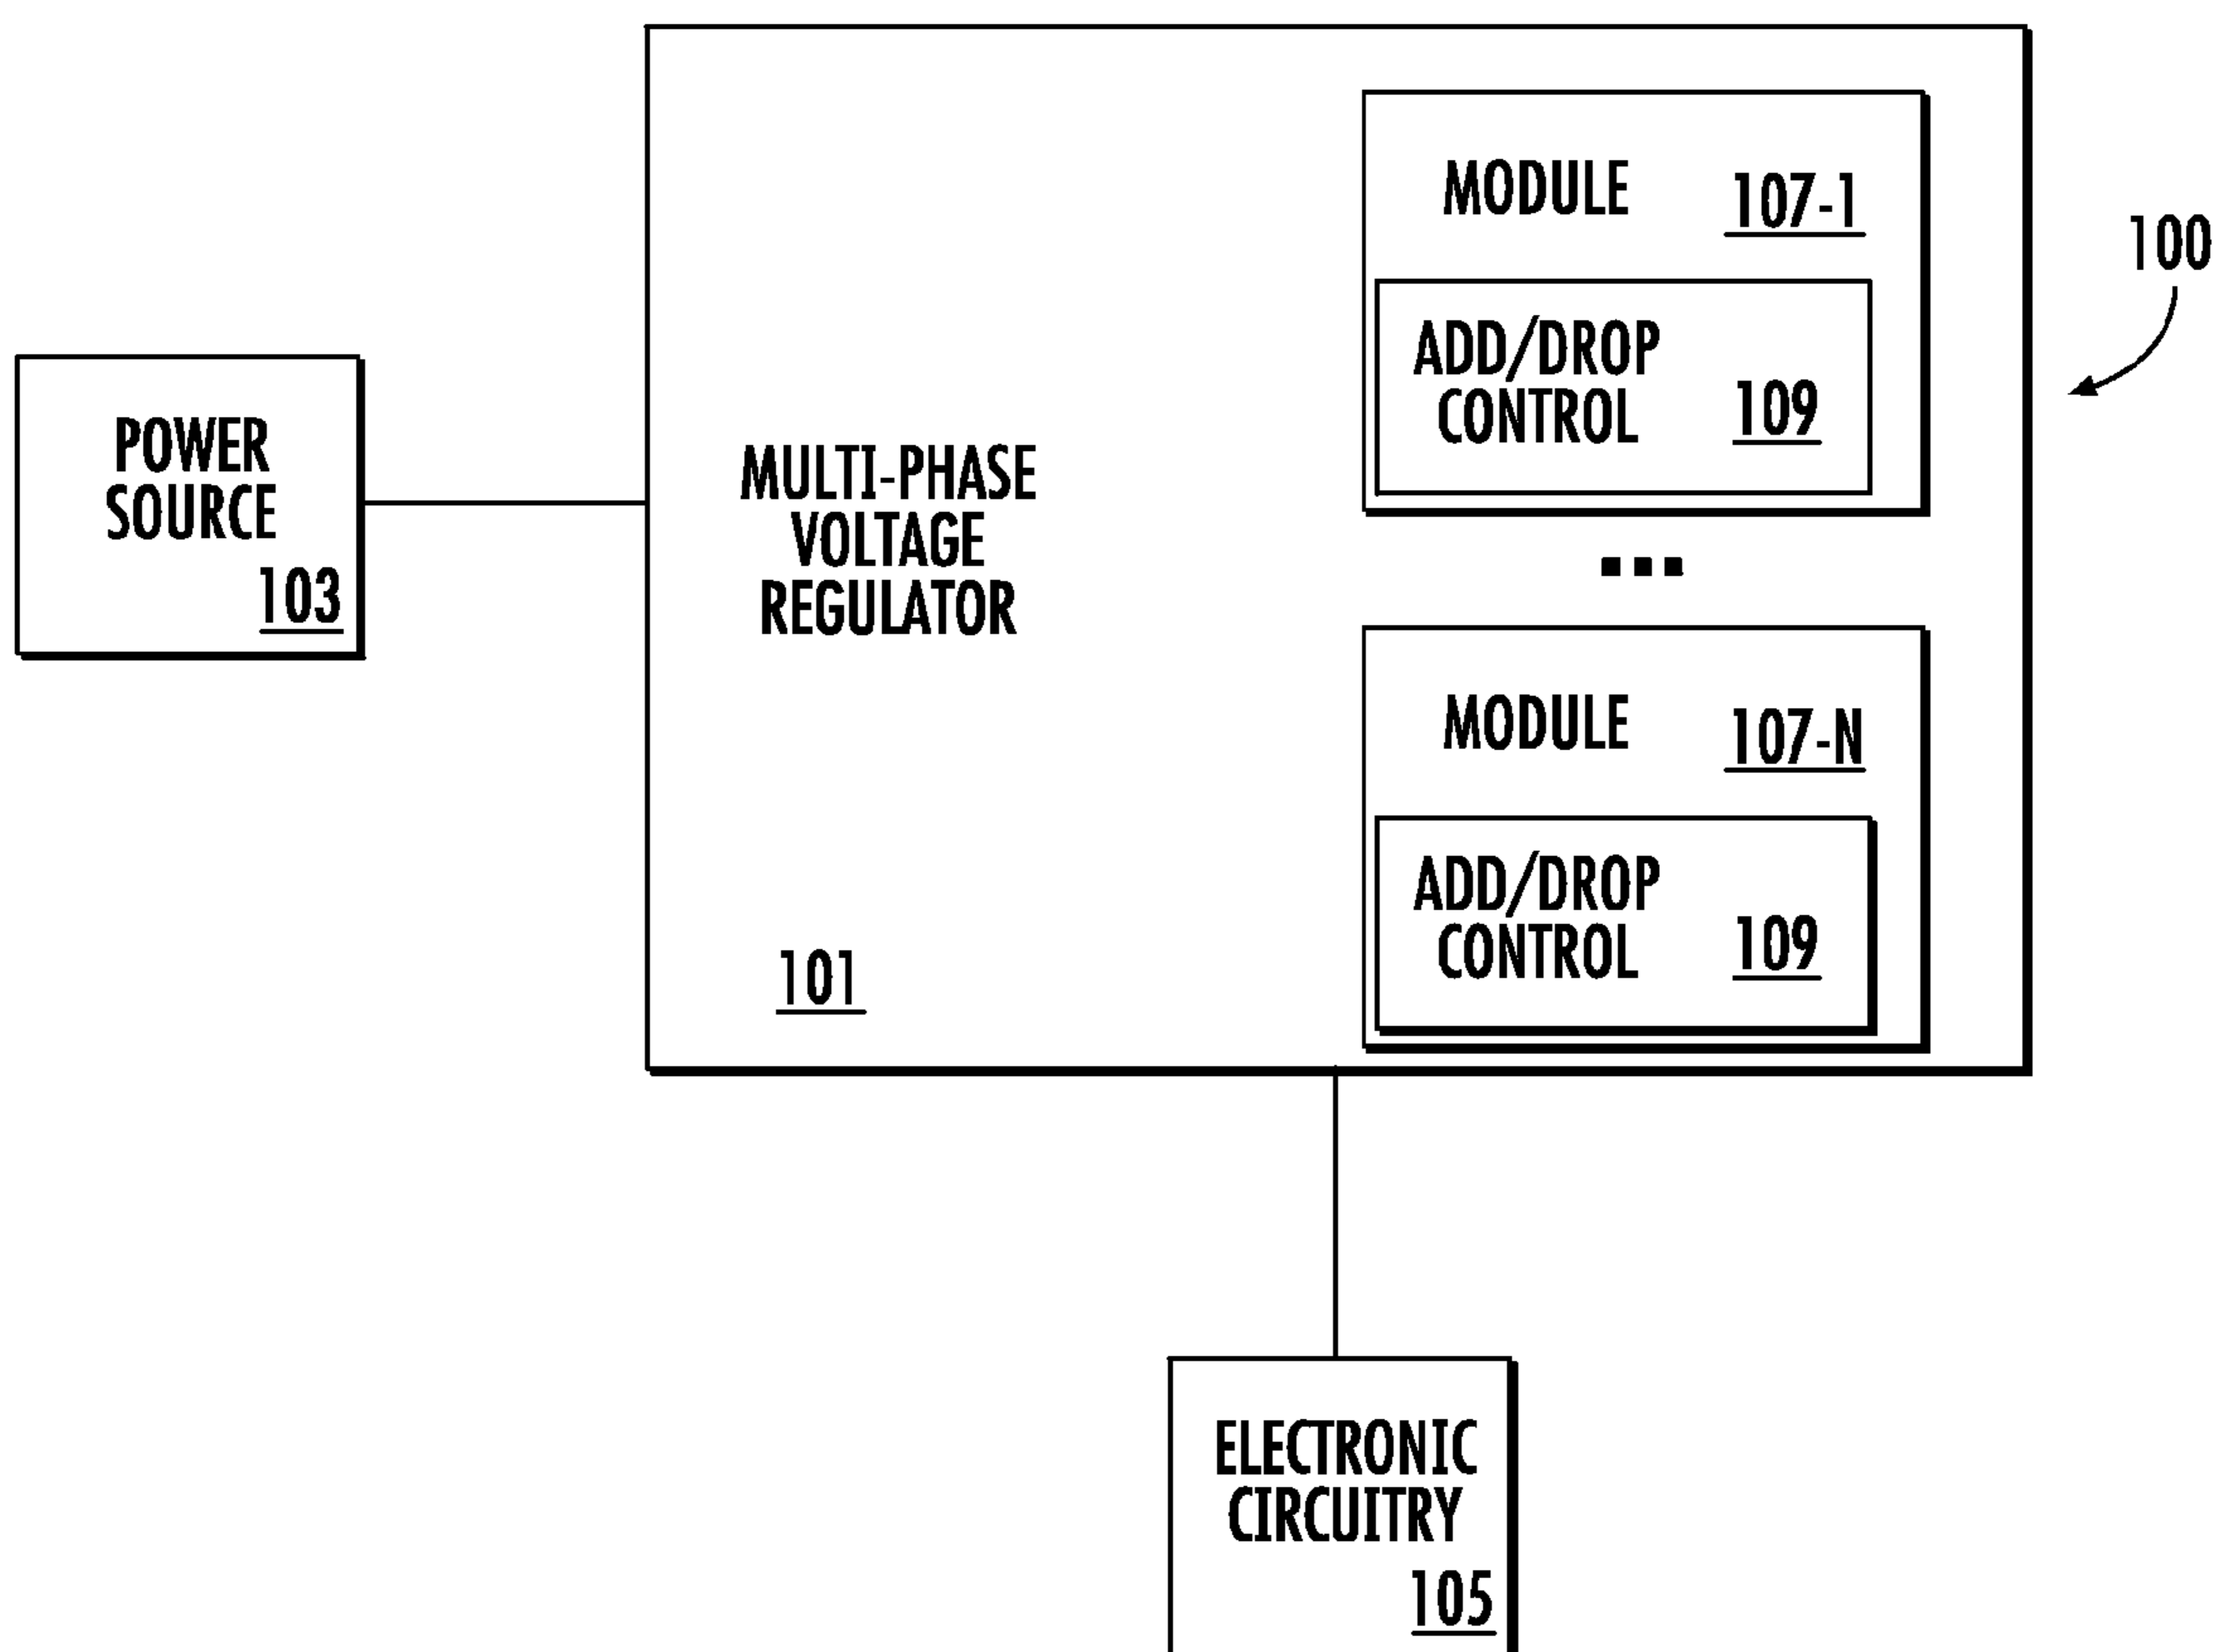 MODULE 107-1
100
ADD/DROP
CONTROL 109
POWER
SOURCE
103
MULTI-PHASE
VOLTAGE
REGULATOR
101
...
MODULE 107-N
ADD/DROP
CONTROL 109
ELECTRONIC
CIRCUITRY
105